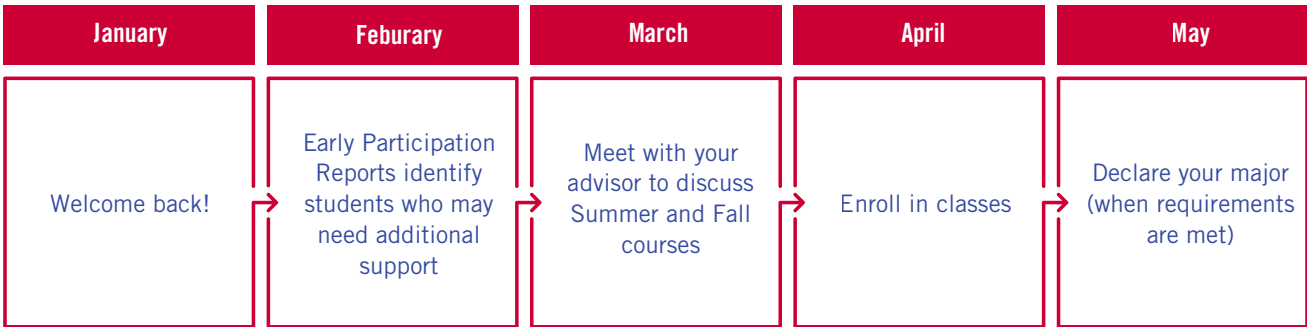 January
Feburary
March
April
May
Welcome back!
Early Participation
Reports identify
students who may
need additional
support
Meet with your
advisor to discuss
Summer and Fall
courses
Enroll in classes
Declare your major
(when requirements
are met)